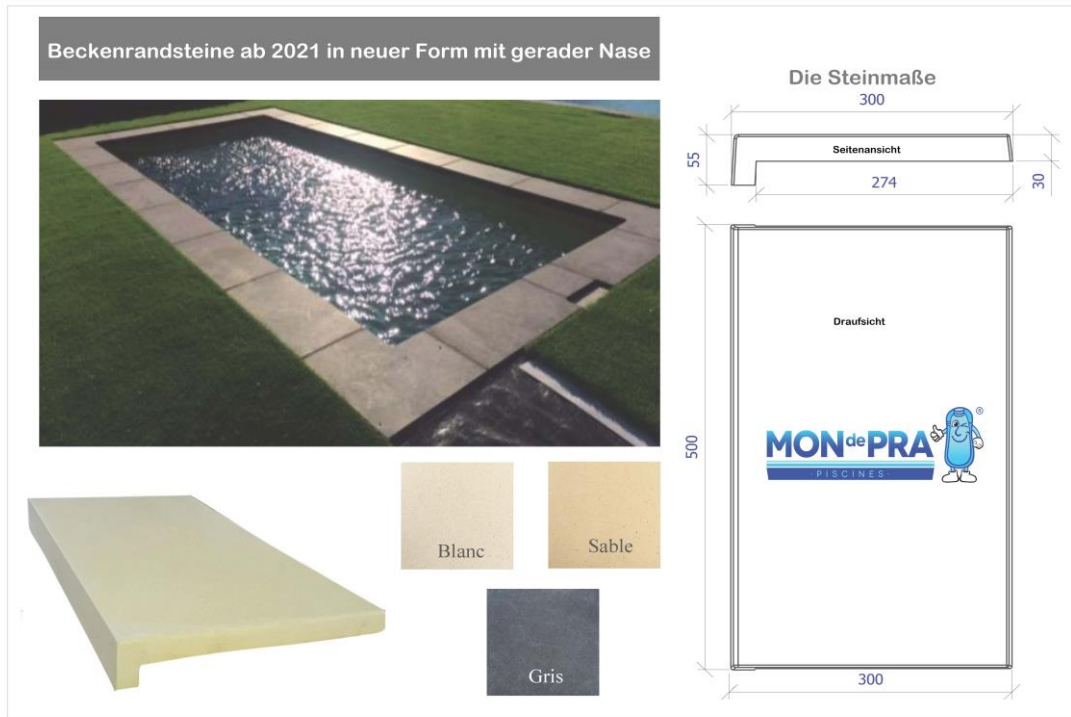 Beckenrandsteine ab 2021 in neuer Form mit gerader Nase
Die Steinmaße
300
Seitenansicht
55
274
30
Draufsicht
500
MON de PRA ®
PISCINES
300
Blanc
Sable
Gris